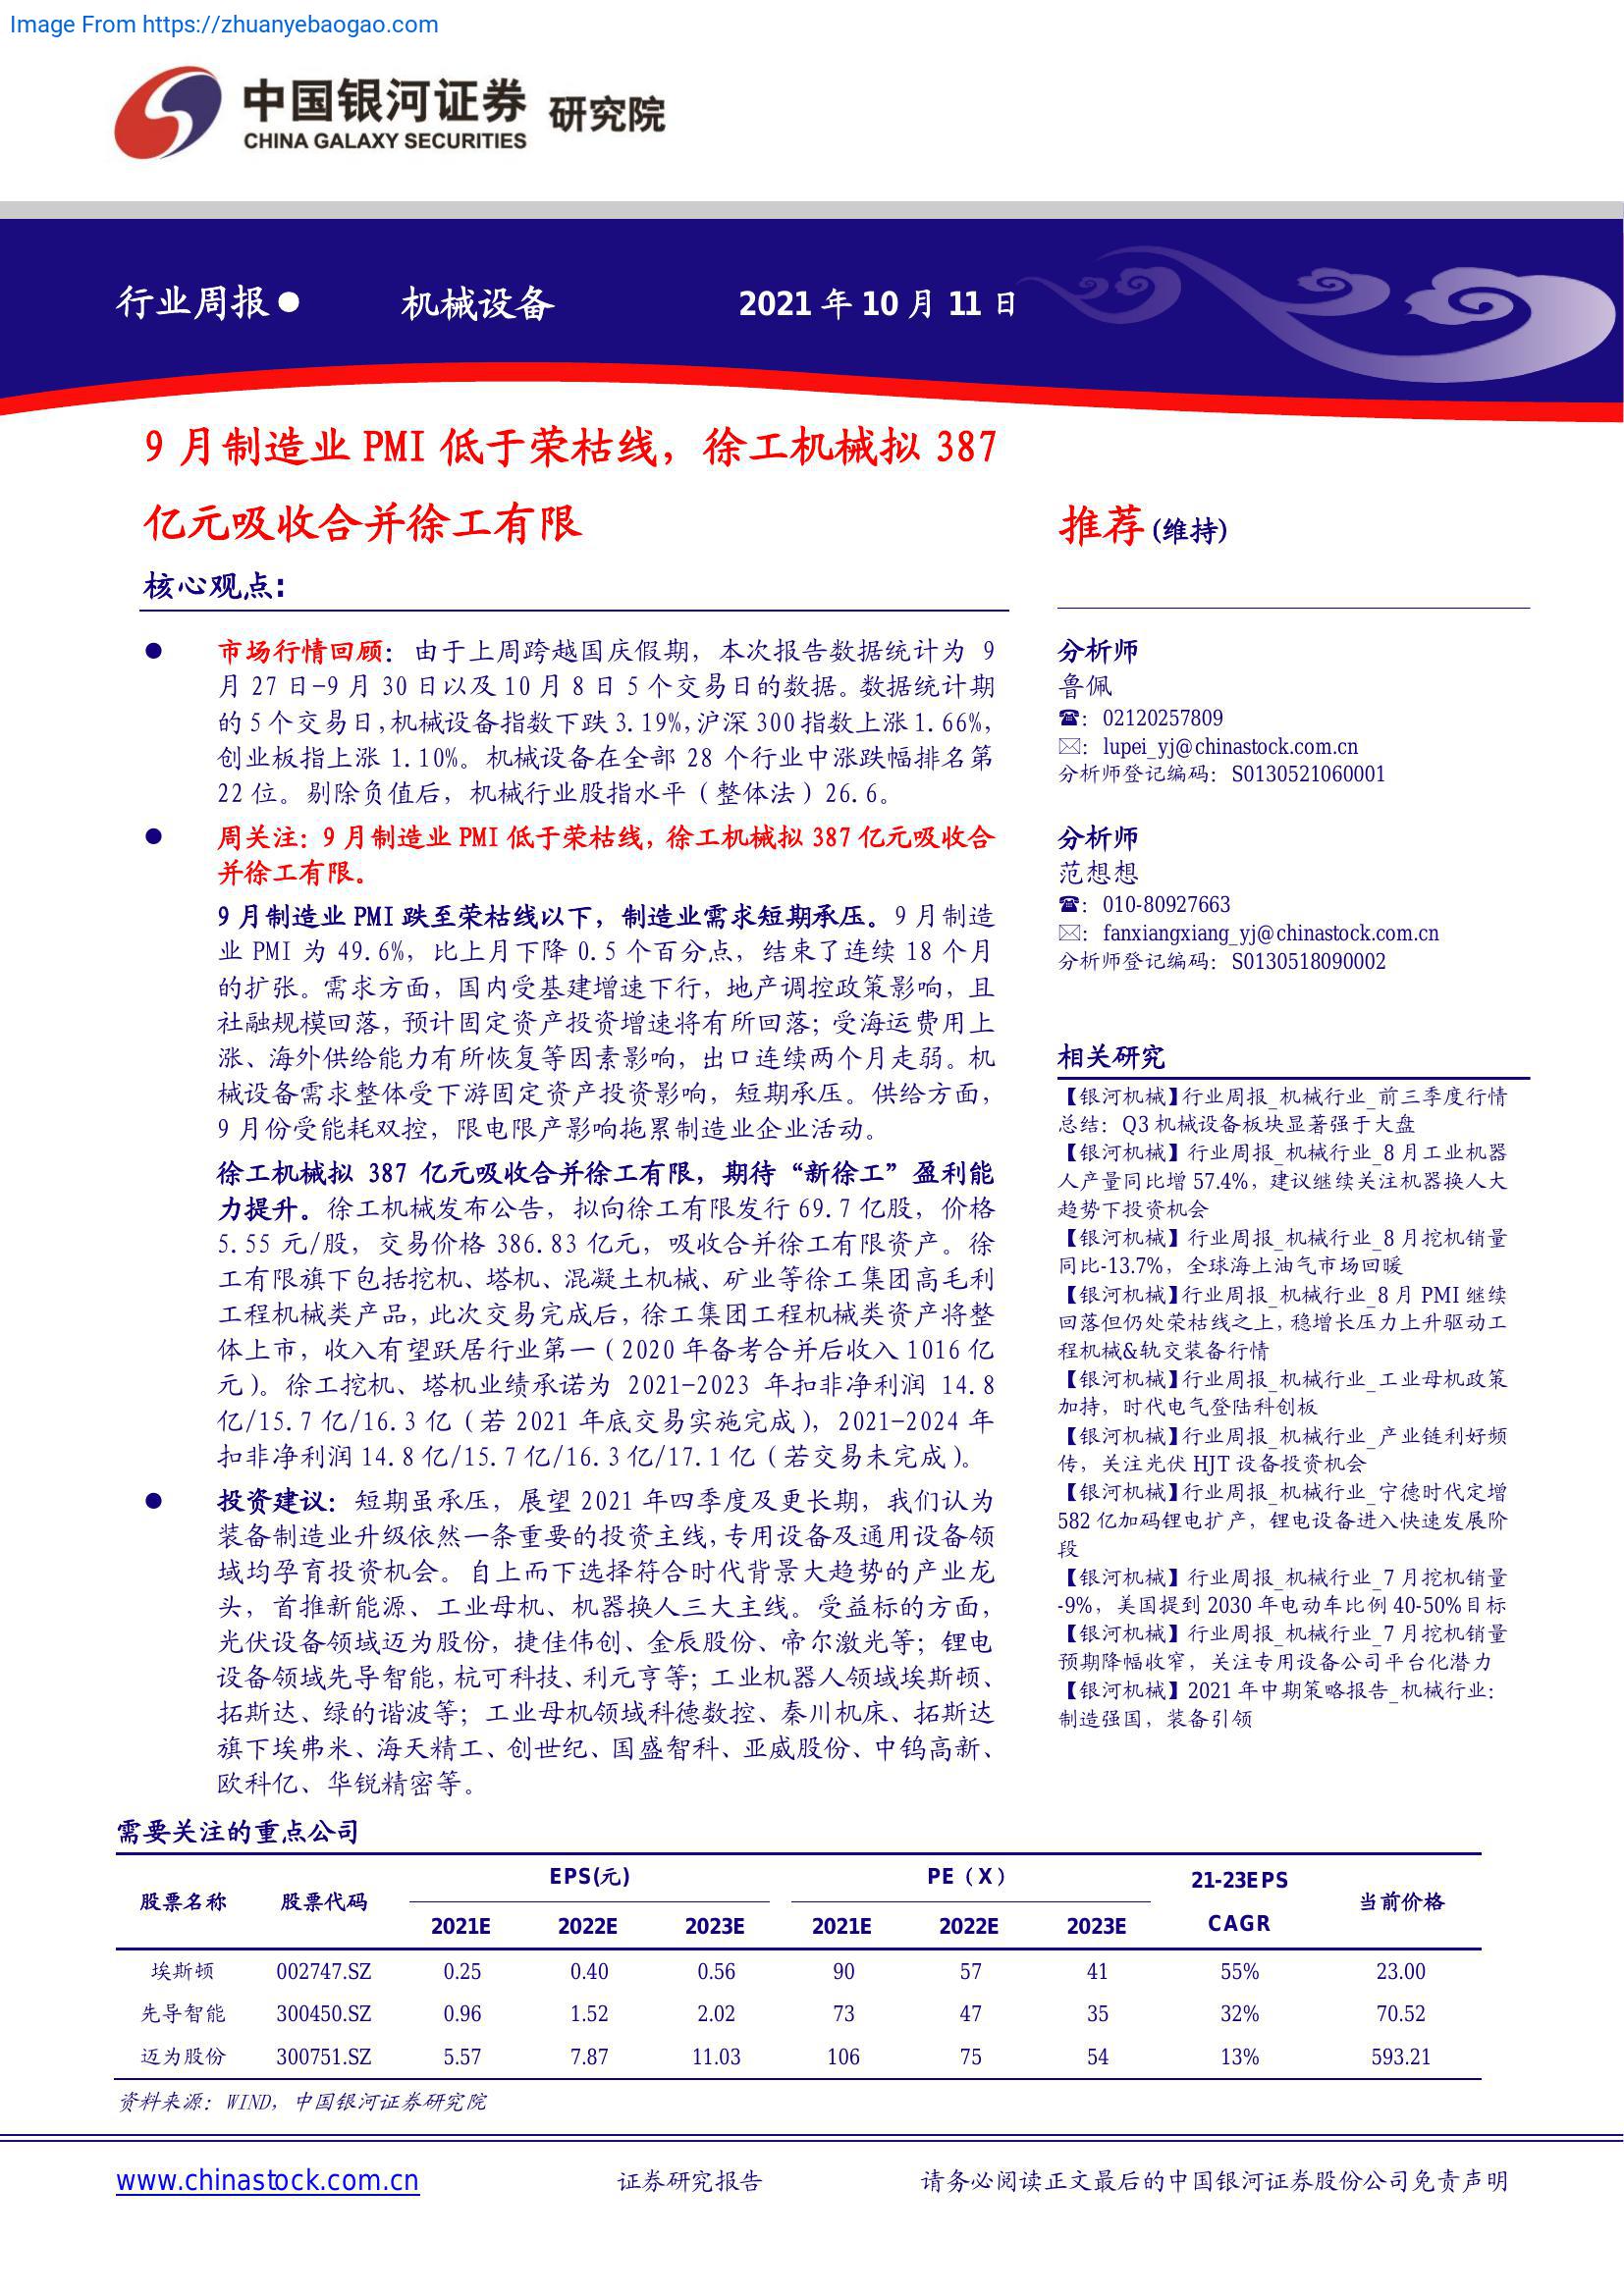 Image From https://zhuanyebaogao.com
中国银河证券 研究院
CHINA GALAXY SECURITIES
行业周报● 机械设备 2021 年 10 月 11 日
9 月制造业 PMI 低于荣枯线，徐工机械拟 387
亿元吸收合并徐工有限
推荐 (维持)
核心观点:
● 市场行情回顾：由于上周跨越国庆假期，本次报告数据统计为 9
月 27 日-9 月 30 日以及 10 月 8 日 5 个交易日的数据。数据统计期
的 5 个交易日，机械设备指数下跌 3.19%，沪深 300 指数上涨 1.66%，
创业板指上涨 1.10%。机械设备在全部 28 个行业中涨跌幅排名第
22 位。剔除负值后，机械行业股指水平（整体法）26.6。
● 周关注：9 月制造业 PMI 低于荣枯线，徐工机械拟 387 亿元吸收合
并徐工有限。
9 月制造业 PMI 跌至荣枯线以下，制造业需求短期承压。9 月制造
业 PMI 为 49.6%，比上月下降 0.5 个百分点，结束了连续 18 个月
的扩张。需求方面，国内受基建增速下行，地产调控政策影响，且
社融规模回落，预计固定资产投资增速将有所回落；受海运费用上
涨、海外供给能力有所恢复等因素影响，出口连续两个月走弱。机
械设备需求整体受下游固定资产投资影响，短期承压。供给方面，
9 月份受能耗双控，限电限产影响拖累制造业企业活动。
徐工机械拟 387 亿元吸收合并徐工有限，期待“新徐工”盈利能
力提升。徐工机械发布公告，拟向徐工有限发行 69.7 亿股，价格
5.55 元/股，交易价格 386.83 亿元，吸收合并徐工有限资产。徐
工有限旗下包括挖机、塔机、混凝土机械、矿业等徐工集团高毛利
工程机械类产品，此次交易完成后，徐工集团工程机械类资产将整
体上市，收入有望跃居行业第一（2020 年备考合并后收入 1016 亿
元）。徐工挖机、塔机业绩承诺为 2021-2023 年扣非净利润 14.8
亿/15.7 亿/16.3 亿（若 2021 年底交易实施完成），2021-2024 年
扣非净利润 14.8 亿/15.7 亿/16.3 亿/17.1 亿（若交易未完成）。
● 投资建议：短期虽承压，展望 2021 年四季度及更长期，我们认为
装备制造业升级依然一条重要的投资主线，专用设备及通用设备领
域均孕育投资机会。自上而下选择符合时代背景大趋势的产业龙
头，首推新能源、工业母机、机器换人三大主线。受益标的方面，
光伏设备领域迈为股份，捷佳伟创、金辰股份、帝尔激光等；锂电
设备领域先导智能，杭可科技、利元亨等；工业机器人领域埃斯顿、
拓斯达、绿的谐波等；工业母机领域科德数控、秦川机床、拓斯达
旗下埃弗米、海天精工、创世纪、国盛智科、亚威股份、中钨高新、
欧科亿、华锐精密等。
分析师
鲁佩
☎：02120257809
✉：lupei_yj@chinastock.com.cn
分析师登记编码：S0130521060001
分析师
范想想
☎：010-80927663
✉：fanxiangxiang_yj@chinastock.com.cn
分析师登记编码：S0130518090002
相关研究
【银河机械】行业周报_机械行业_前三季度行情
总结：Q3 机械设备板块显著强于大盘
【银河机械】行业周报_机械行业_8 月工业机器
人产量同比增 57.4%，建议继续关注机器换人大
趋势下投资机会
【银河机械】行业周报_机械行业_8 月挖机销量
同比-13.7%，全球海上油气市场回暖
【银河机械】行业周报_机械行业_8 月 PMI 继续
回落但仍处荣枯线之上，稳增长压力上升驱动工
程机械&轨交装备行情
【银河机械】行业周报_机械行业_工业母机政策
加持，时代电气登陆科创板
【银河机械】行业周报_机械行业_产业链利好频
传，关注光伏 HJT 设备投资机会
【银河机械】行业周报_机械行业_宁德时代定增
582 亿加码锂电扩产，锂电设备进入快速发展阶
段
【银河机械】行业周报_机械行业_7 月挖机销量
-9%，美国提到 2030 年电动车比例 40-50%目标
【银河机械】行业周报_机械行业_7 月挖机销量
预期降幅收窄，关注专用设备公司平台化潜力
【银河机械】2021 年中期策略报告_机械行业：
制造强国，装备引领
需要关注的重点公司
股票名称 股票代码 EPS(元) PE（X） 21-23EPS CAGR 当前价格
2021E 2022E 2023E 2021E 2022E 2023E
埃斯顿 002747.SZ 0.25 0.40 0.56 90 57 41 55% 23.00
先导智能 300450.SZ 0.96 1.52 2.02 73 47 35 32% 70.52
迈为股份 300751.SZ 5.57 7.87 11.03 106 75 54 13% 593.21
资料来源：WIND，中国银河证券研究院
www.chinastock.com.cn 证券研究报告 请务必阅读正文最后的中国银河证券股份公司免责声明